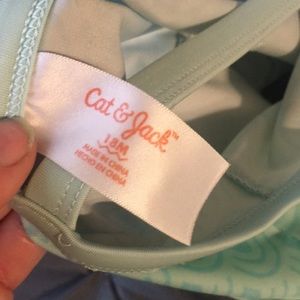 Cat & Jack™
18M
MADE IN CHINA
HECHO EN CHINA